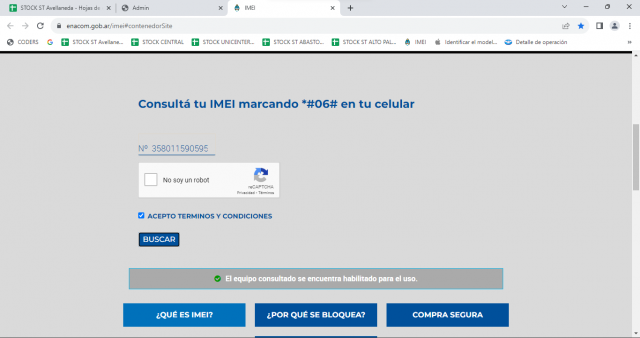 STOCK ST Avellaneda - Hojas de
Admin
IMEI
enacom.gob.ar/imei#contenedorSite
CODERS
STOCK ST Avellane...
STOCK CENTRAL
STOCK UNICENTER...
STOCK ST ABASTO...
STOCK ST ALTO PAL...
IMEI
Identificar el model...
Detalle de operación
Consultá tu IMEI marcando *#06# en tu celular
Nº 358011590595
No soy un robot
reCAPTCHA
Privacidad - Términos
ACEPTO TERMINOS Y CONDICIONES
BUSCAR
El equipo consultado se encuentra habilitado para el uso.
¿QUÉ ES IMEI?
¿POR QUÉ SE BLOQUEA?
COMPRA SEGURA